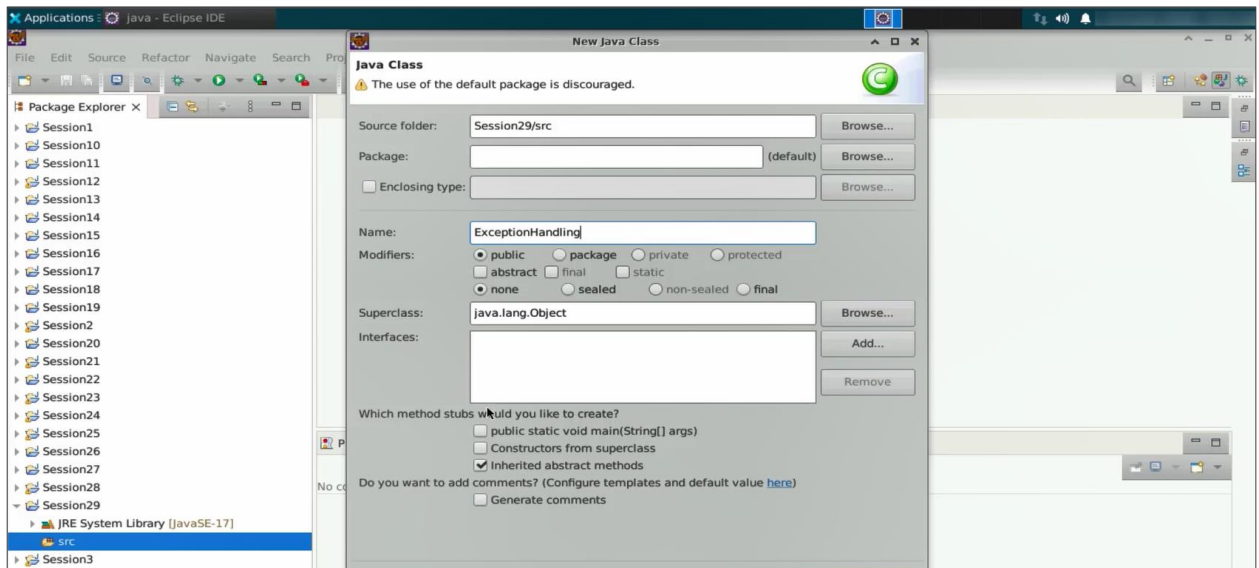 Applications : java - Eclipse IDE
New Java Class
File Edit Source Refactor Navigate Search Proj
Java Class
The use of the default package is discouraged.
Package Explorer
Source folder: Session29/src Browse...
Package: (default) Browse...
Enclosing type: Browse...
Name: ExceptionHandling
Modifiers: public package private protected
abstract final static
none sealed non-sealed final
Superclass: java.lang.Object Browse...
Interfaces: Add...
Remove
Which method stubs would you like to create?
public static void main(String[] args)
Constructors from superclass
Inherited abstract methods
Do you want to add comments? (Configure templates and default value here)
Generate comments
Session1
Session10
Session11
Session12
Session13
Session14
Session15
Session16
Session17
Session18
Session19
Session2
Session20
Session21
Session22
Session23
Session24
Session25
Session26
Session27
Session28
Session29
JRE System Library [JavaSE-17]
src
Session3
P
No co